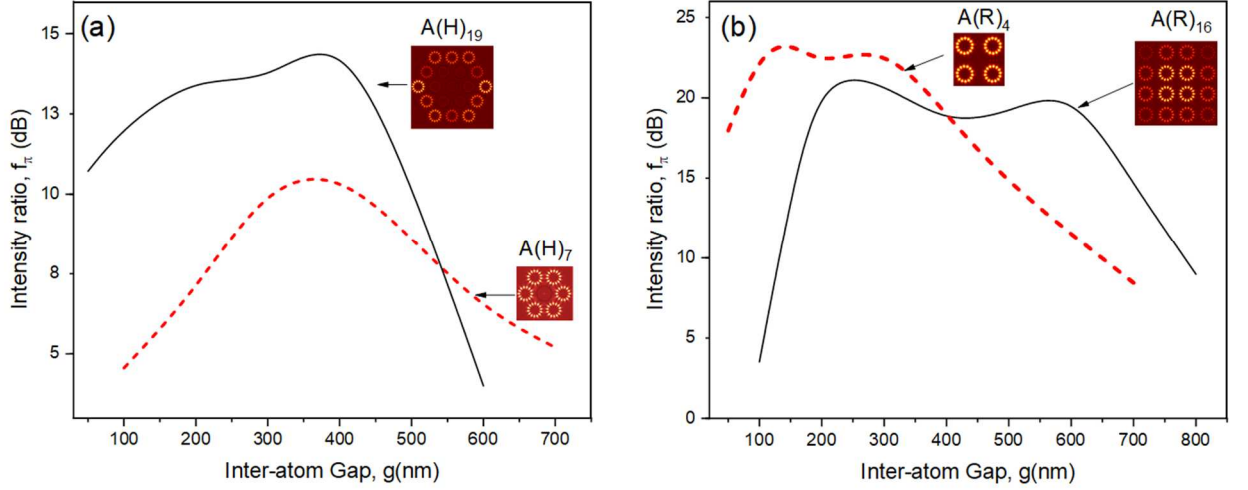 (a)
A(H)₁₉
A(H)₇
15
13
10
8
5
100 200 300 400 500 600 700
Intensity ratio, fπ (dB)
Inter-atom Gap, g(nm)
(b)
A(R)₄
A(R)₁₆
25
20
15
10
5
0
100 200 300 400 500 600 700 800
Intensity ratio, fπ (dB)
Inter-atom Gap, g(nm)